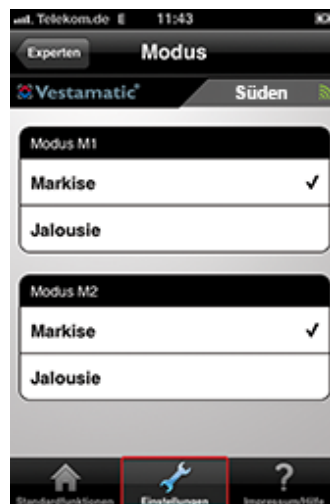 Telekom.de 11:43
Experten Modus
Vestamatic® Süden
Modus M1
Markise
Jalousie
Modus M2
Markise
Jalousie
Standardfunktionen Einstellungen Impressum/Hilfe